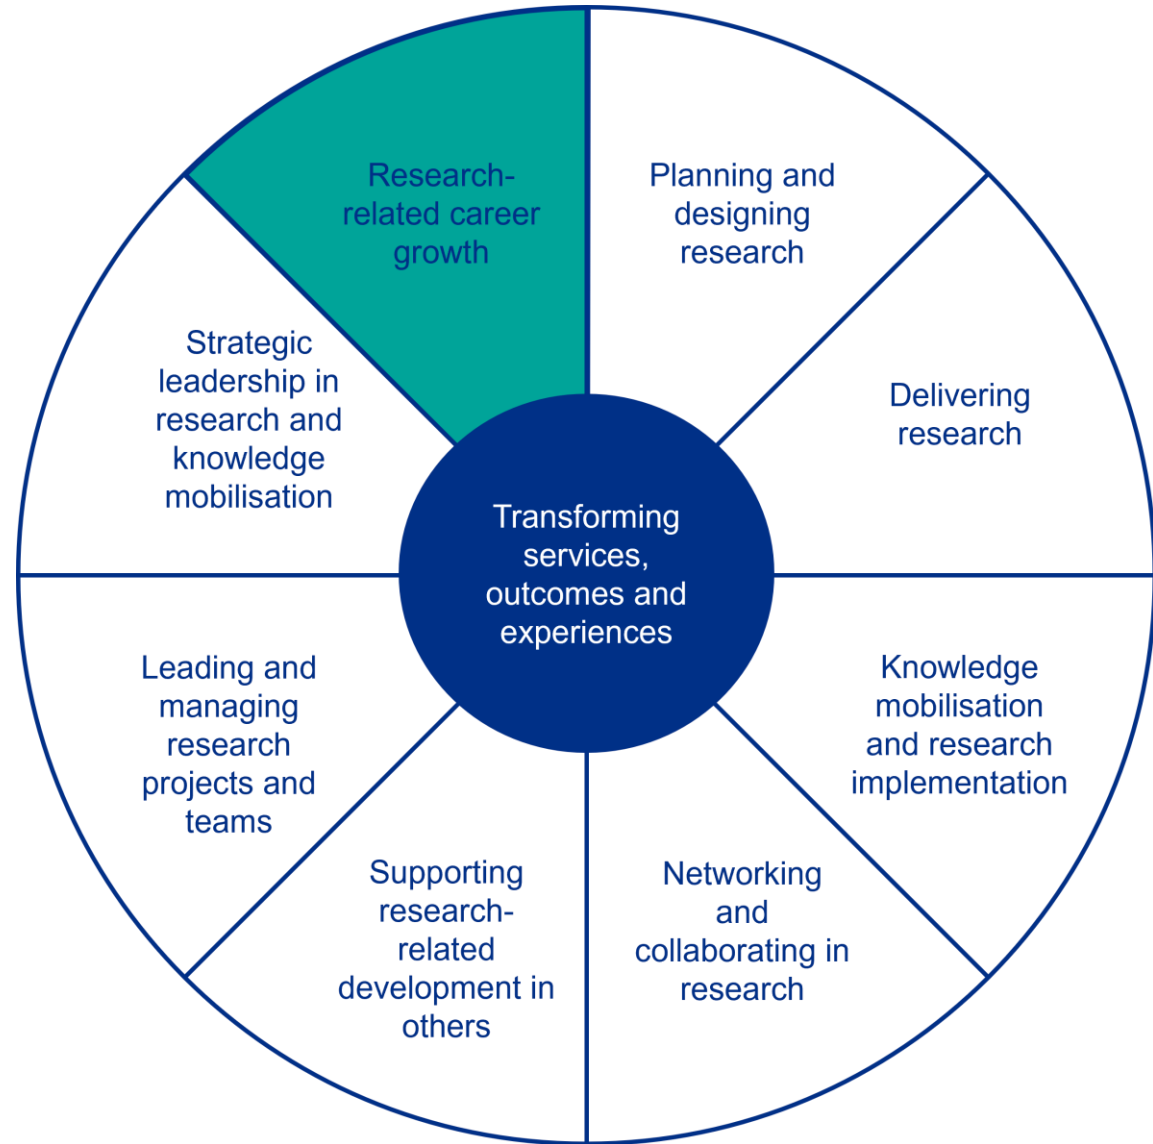 Research-
related career
growth
Planning and
designing
research
Delivering
research
Knowledge
mobilisation
and research
implementation
Networking
and
collaborating in
research
Supporting
research-
related
development in
others
Leading and
managing
research
projects and
teams
Strategic
leadership in
research and
knowledge
mobilisation
Transforming
services,
outcomes and
experiences